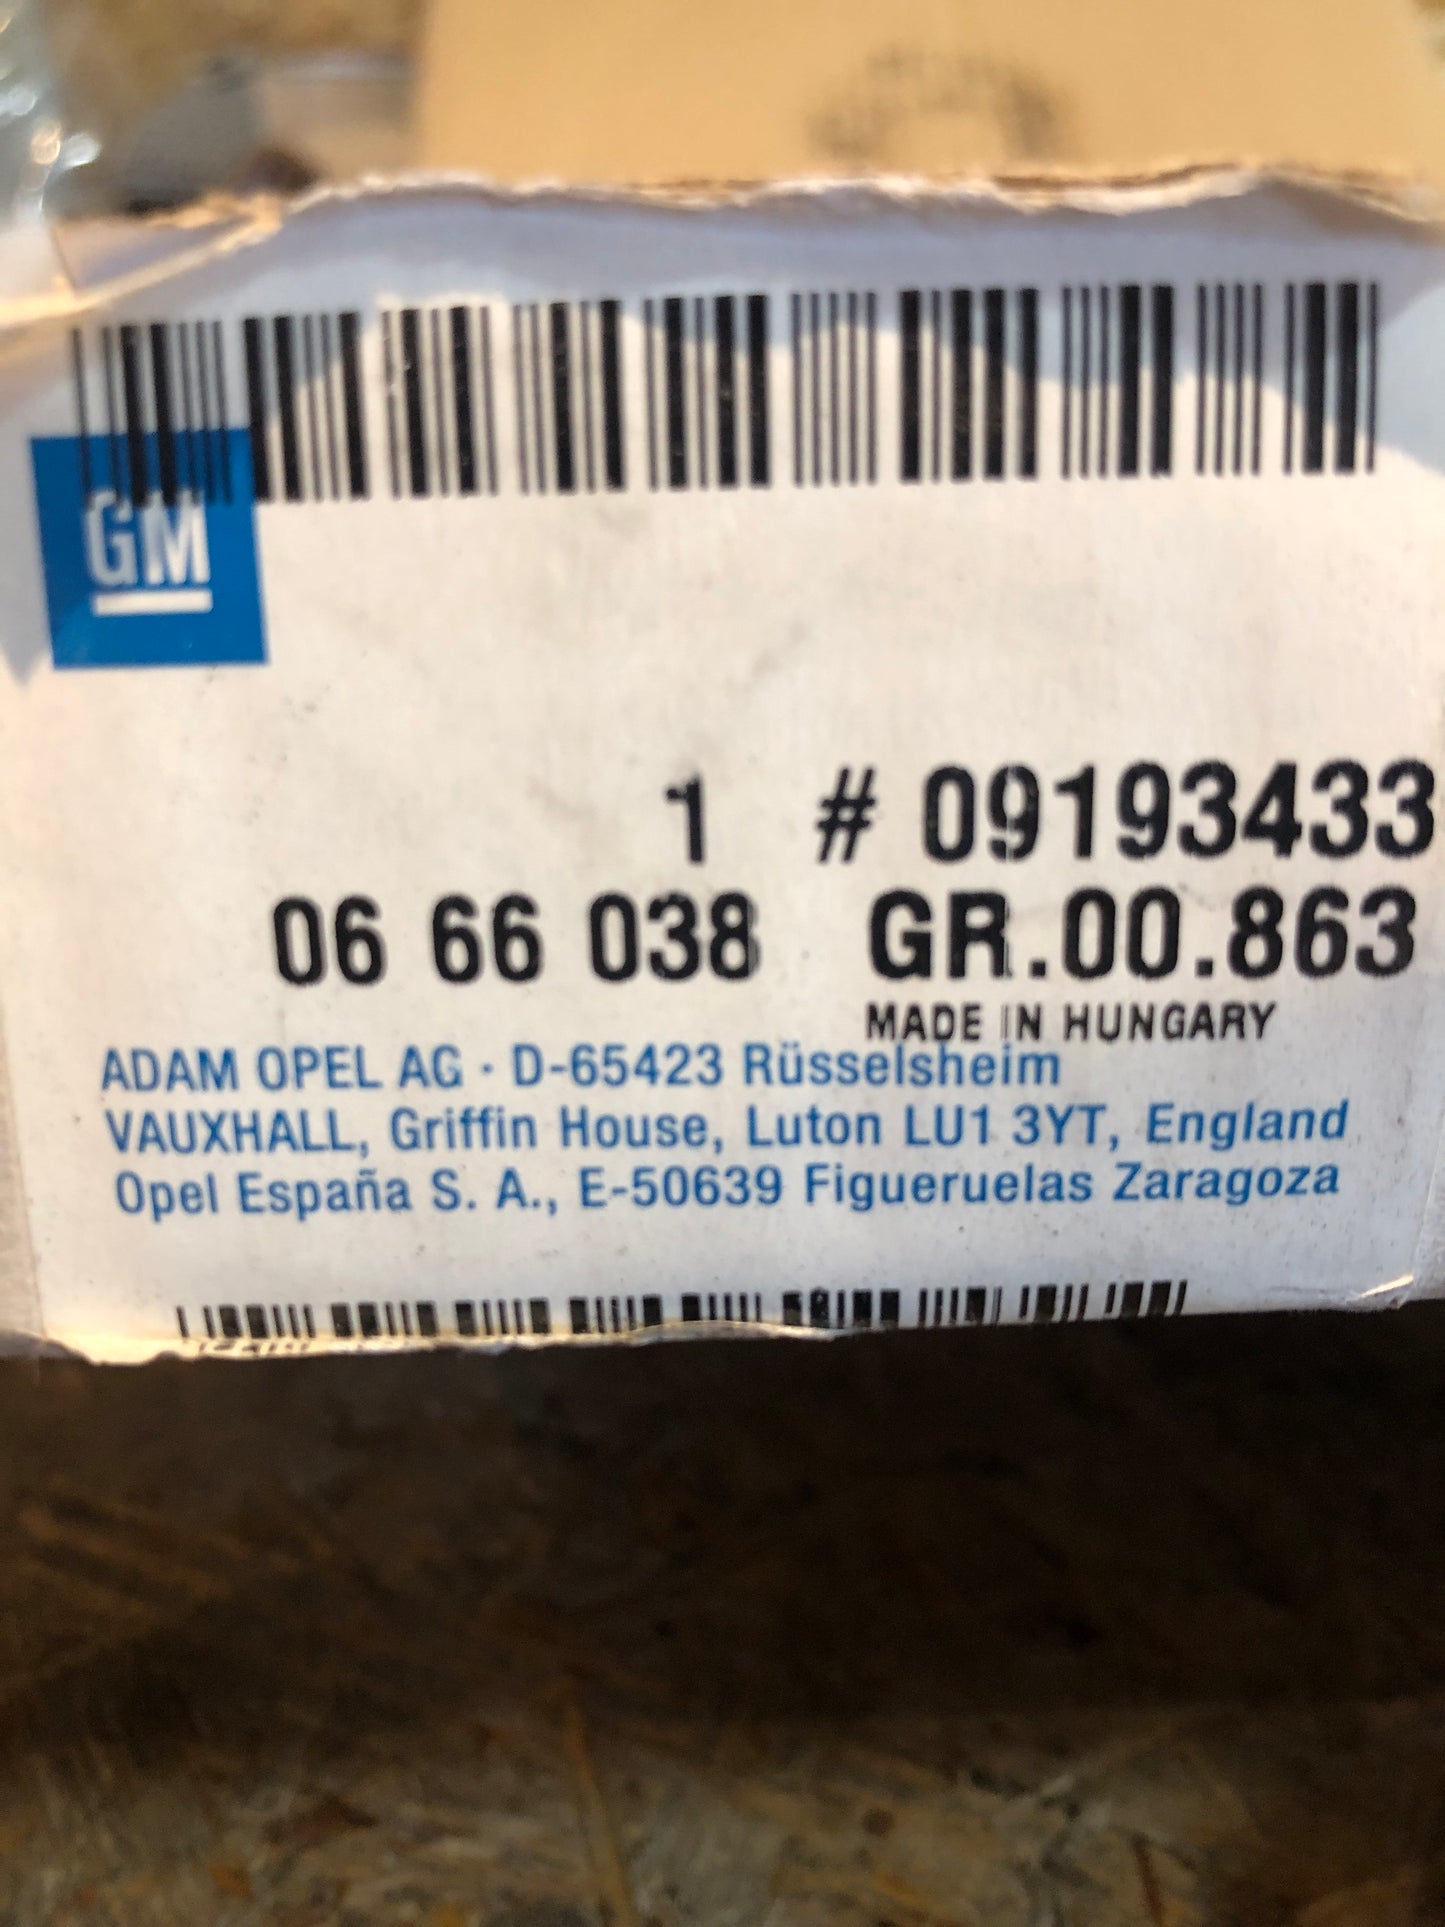 GM
1 # 09193433
06 66 038 GR.00.863
MADE IN HUNGARY
ADAM OPEL AG · D-65423 Rüsselsheim
VAUXHALL, Griffin House, Luton LU1 3YT, England
Opel España S. A., E-50639 Figueruelas Zaragoza